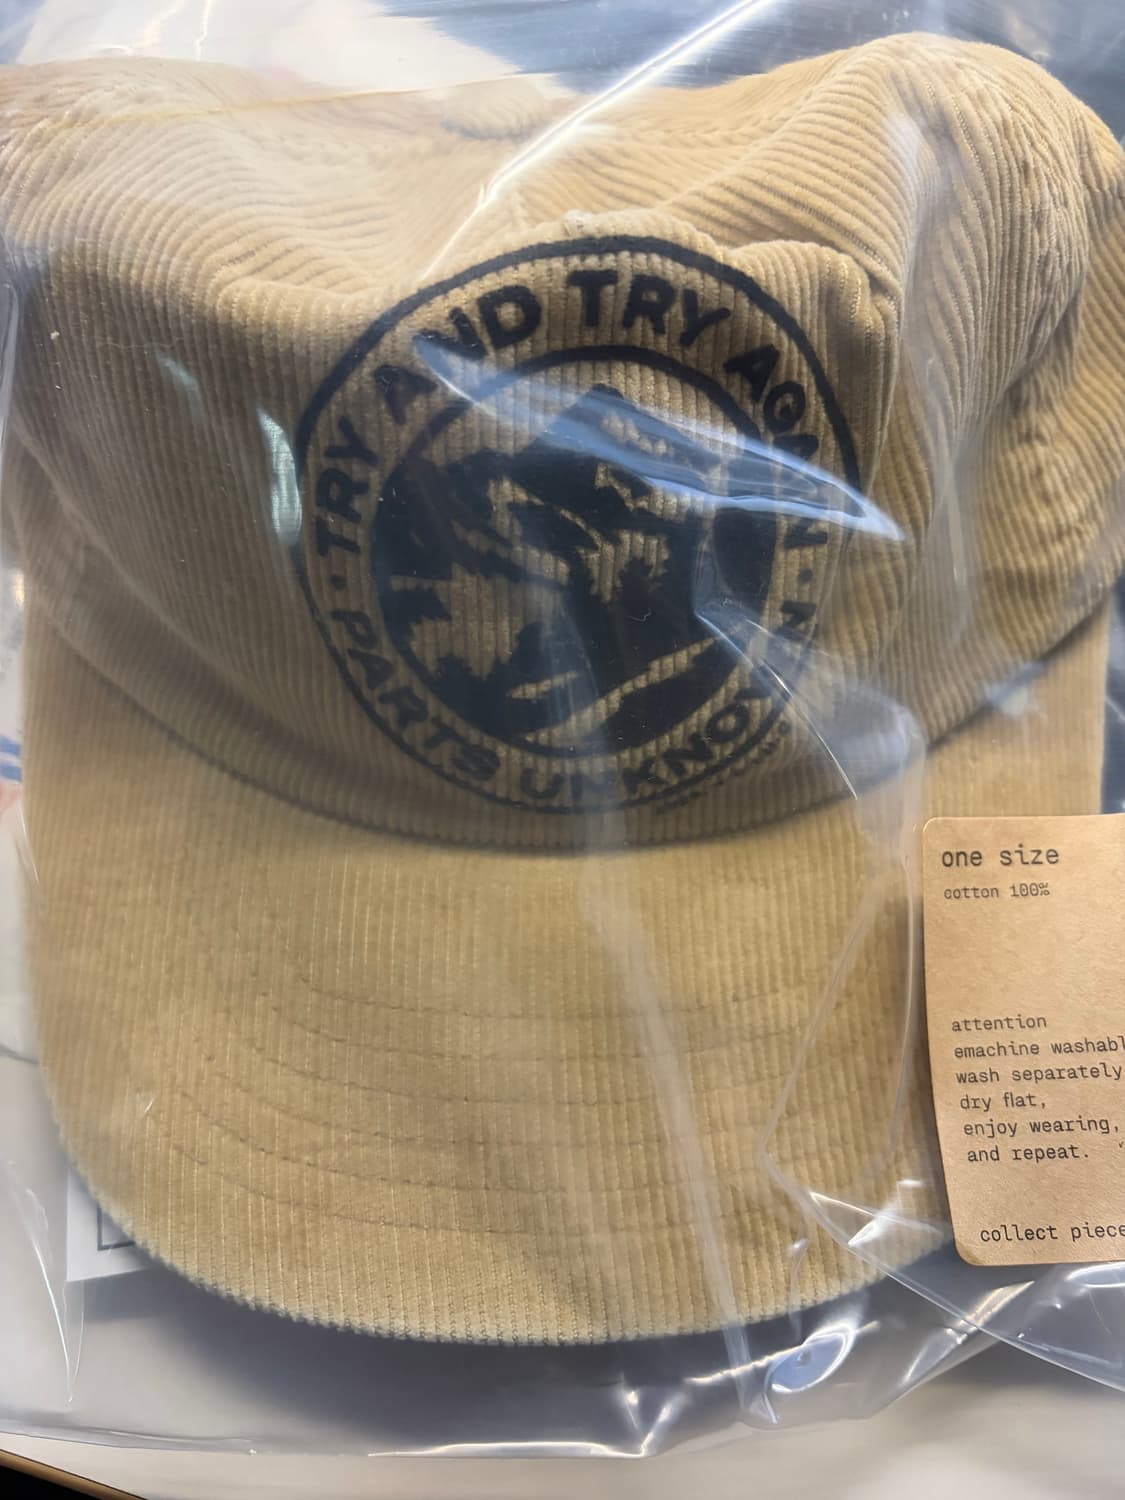 TRY AND TRY AGAIN
PARTS UNKNOWN
one size
cotton 100%
attention
emachine washabl
wash separately
dry flat,
enjoy wearing,
and repeat.
collect piece